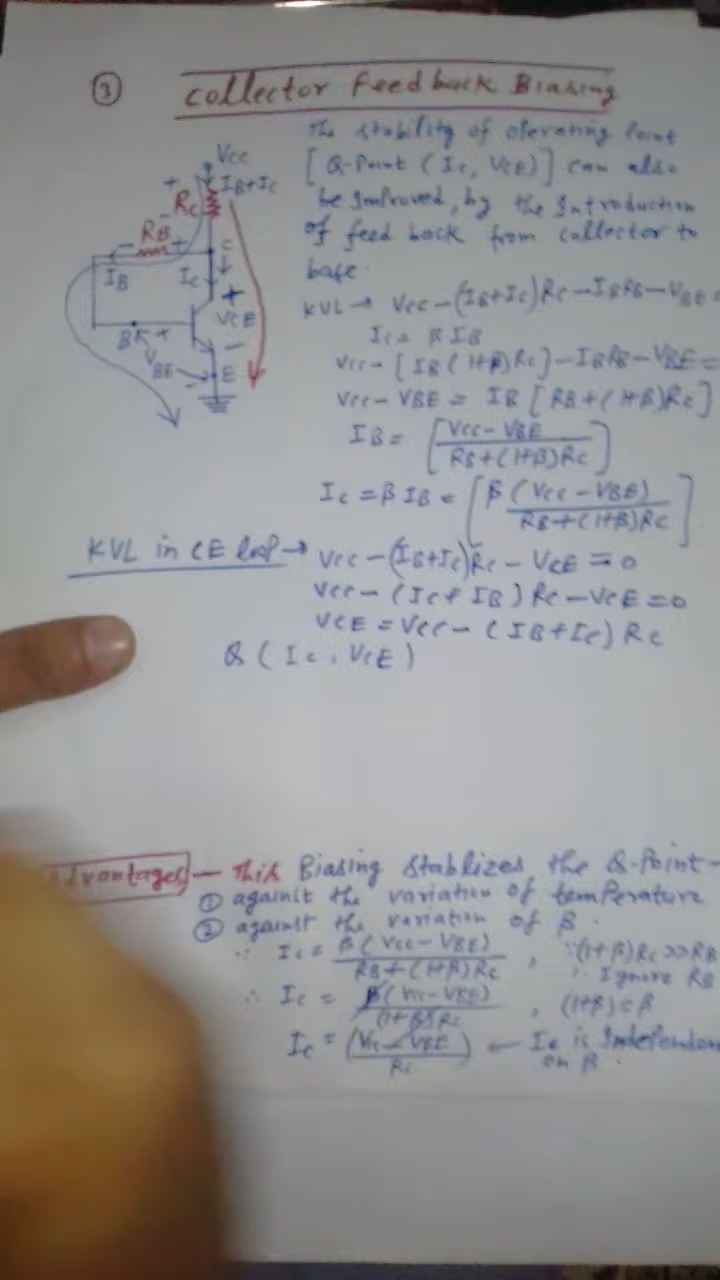 ③ Collector Feedback Biasing
The stability of operating Point
[Q-Point (Ic, VCE)] can also
be Improved, by the Introduction
of feed back from collector to
base.
Vcc
+ IB+Ic
Rc
- RB +
C
IB
Ic
+
VCE
-
B + 
VBE
-
E
KVL → Vcc-(IB+Ic)Rc-IBRB-VBE=
Ic = β IB
Vcc-[IB(1+β)Rc]-IBRB-VBE=
Vcc-VBE = IB [RB+(1+β)Rc]
IB = [Vcc-VBE / RB+(1+β)Rc]
Ic = β IB = [β(Vcc-VBE) / RB+(1+β)Rc]
KVL in CE loop → Vcc-(IB+Ic)Rc - VCE = 0
Vcc-(Ic+IB)Rc-VCE=0
VCE = Vcc-(IB+Ic)Rc
Q (Ic, VCE)
dvantages - This Biasing stablizes the Q-Point-
① against the variation of temperature
② against the variation of β.
∵ Ic = β(Vcc-VBE) / RB+(1+β)Rc , ∵(1+β)Rc>>RB
∴ Ignore RB
∴ Ic = β(Vcc-VBE) / (1+β)Rc , (1+β)=β
Ic = (Vcc-VBE) / Rc ← Ic is Independen
on β.